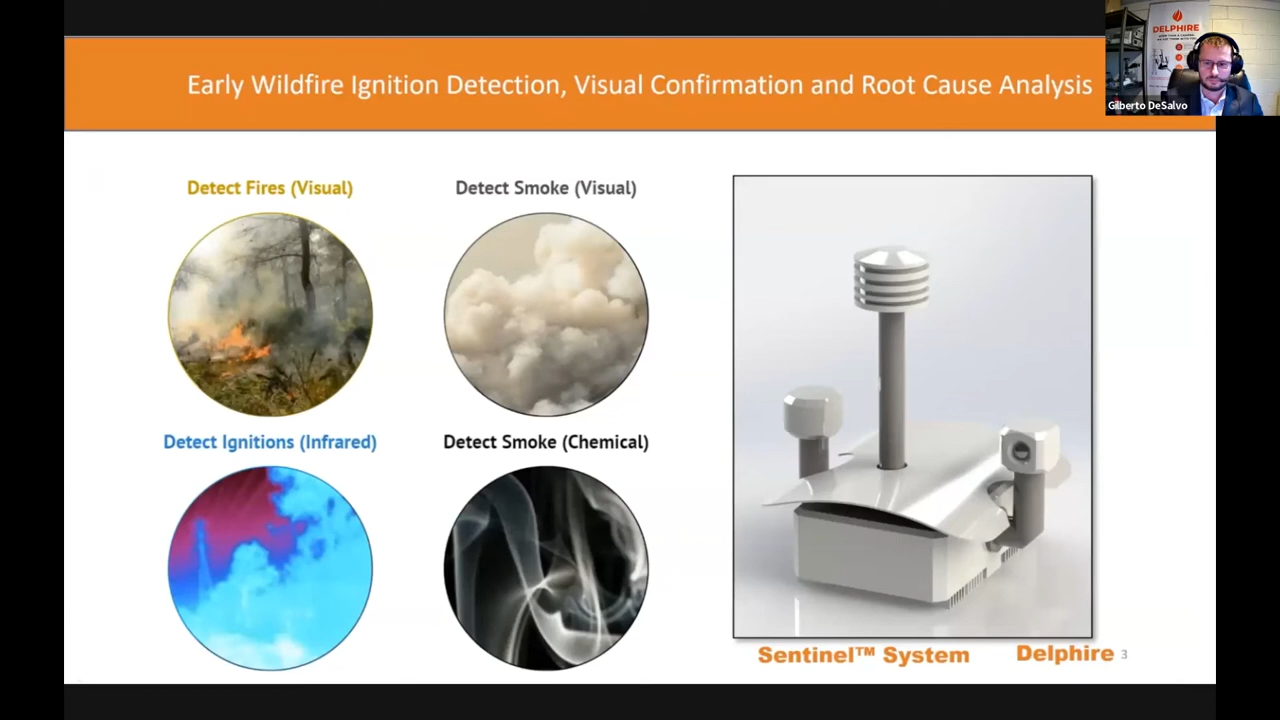 Early Wildfire Ignition Detection, Visual Confirmation and Root Cause Analysis
DELPHIRE
Gilberto DeSalvo
Detect Fires (Visual)
Detect Smoke (Visual)
Detect Ignitions (Infrared)
Detect Smoke (Chemical)
Sentinel™ System
Delphire
3